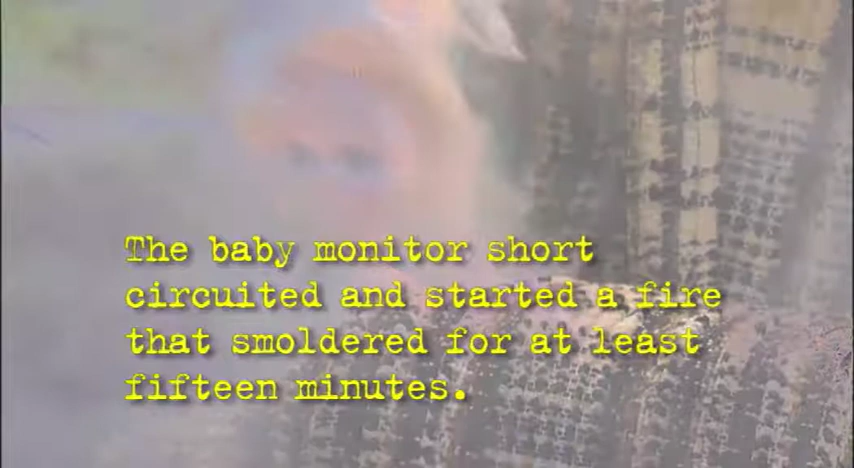 The baby monitor short
circuited and started a fire
that smoldered for at least
fifteen minutes.